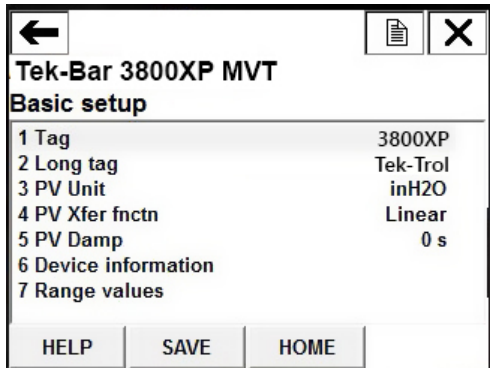 Tek-Bar 3800XP MVT
Basic setup
1 Tag 3800XP
2 Long tag Tek-Trol
3 PV Unit inH2O
4 PV Xfer fnctn Linear
5 PV Damp 0 s
6 Device information
7 Range values
HELP SAVE HOME